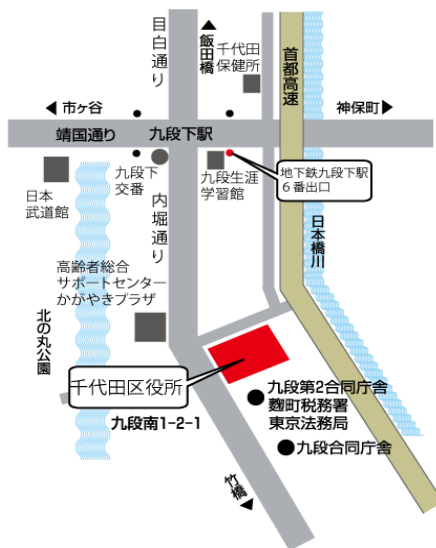 目白通り
飯田橋
千代田
保健所
首都高速
市ヶ谷
神保町
靖国通り
九段下駅
日本
武道館
九段下
交番
内堀通り
九段生涯
学習館
地下鉄九段下駅
6番出口
日本橋川
高齢者総合
サポートセンター
かがやきプラザ
北の丸公園
千代田区役所
九段南1-2-1
九段第2合同庁舎
麴町税務署
東京法務局
九段合同庁舎
竹橋